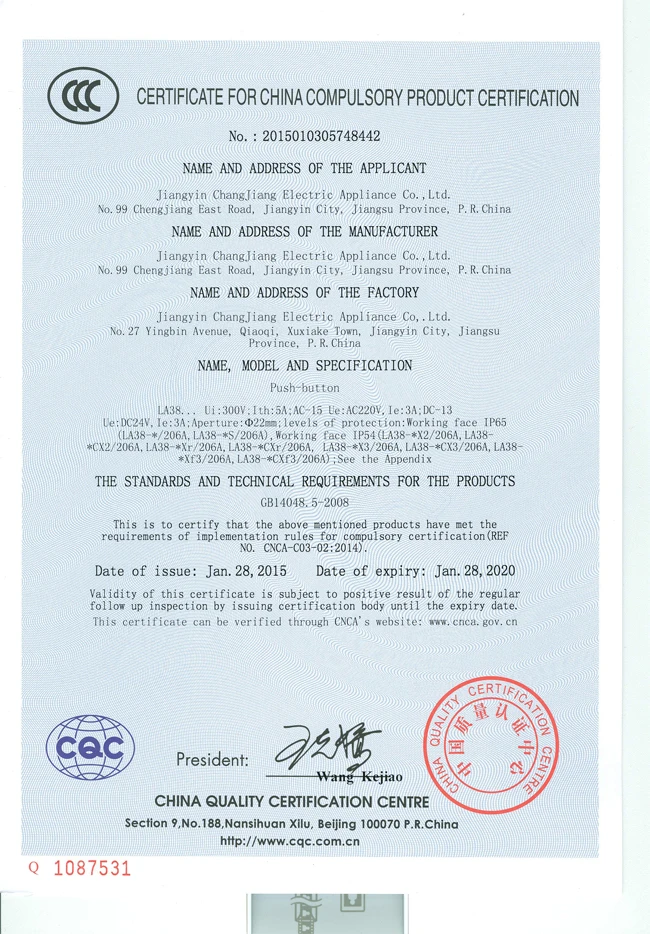 CCC
CERTIFICATE FOR CHINA COMPULSORY PRODUCT CERTIFICATION
No. : 2015010305748442
NAME AND ADDRESS OF THE APPLICANT
Jiangyin ChangJiang Electric Appliance Co.,Ltd.
No.99 Chengjiang East Road, Jiangyin City, Jiangsu Province, P.R.China
NAME AND ADDRESS OF THE MANUFACTURER
Jiangyin ChangJiang Electric Appliance Co.,Ltd.
No.99 Chengjiang East Road, Jiangyin City, Jiangsu Province, P.R.China
NAME AND ADDRESS OF THE FACTORY
Jiangyin ChangJiang Electric Appliance Co,.Ltd.
No.27 Yingbin Avenue, Qiaoqi, Xuxiake Town, Jiangyin City, Jiangsu
Province, P.R.China
NAME, MODEL AND SPECIFICATION
Push-button
LA38... Ui:300V;Ith:5A;AC-15 Ue:AC220V,Ie:3A;DC-13
Ue:DC24V,Ie:3A;Aperture:Φ22mm;levels of protection:Working face IP65
(LA38-*/206A,LA38-*S/206A),Working face IP54(LA38-*X2/206A,LA38-
*CX2/206A,LA38-*Xr/206A,LA38-*CXr/206A, LA38-*X3/206A,LA38-*CX3/206A,LA38-
*Xf3/206A,LA38-*CXf3/206A);See the Appendix
THE STANDARDS AND TECHNICAL REQUIREMENTS FOR THE PRODUCTS
GB14048.5-2008
This is to certify that the above mentioned products have met the
requirements of implementation rules for compulsory certification(REF
NO. CNCA-C03-02:2014).
Date of issue: Jan.28,2015 Date of expiry: Jan.28,2020
Validity of this certificate is subject to positive result of the regular
follow up inspection by issuing certification body until the expiry date.
This certificate can be verified through CNCA's website: www.cnca.gov.cn
CQC
President:
王克娇
Wang Kejiao
CHINA QUALITY CERTIFICATION CENTRE
中国质量认证中心
CHINA QUALITY CERTIFICATION CENTRE
Section 9,No.188,Nansihuan Xilu, Beijing 100070 P.R.China
http://www.cqc.com.cn
Q 1087531